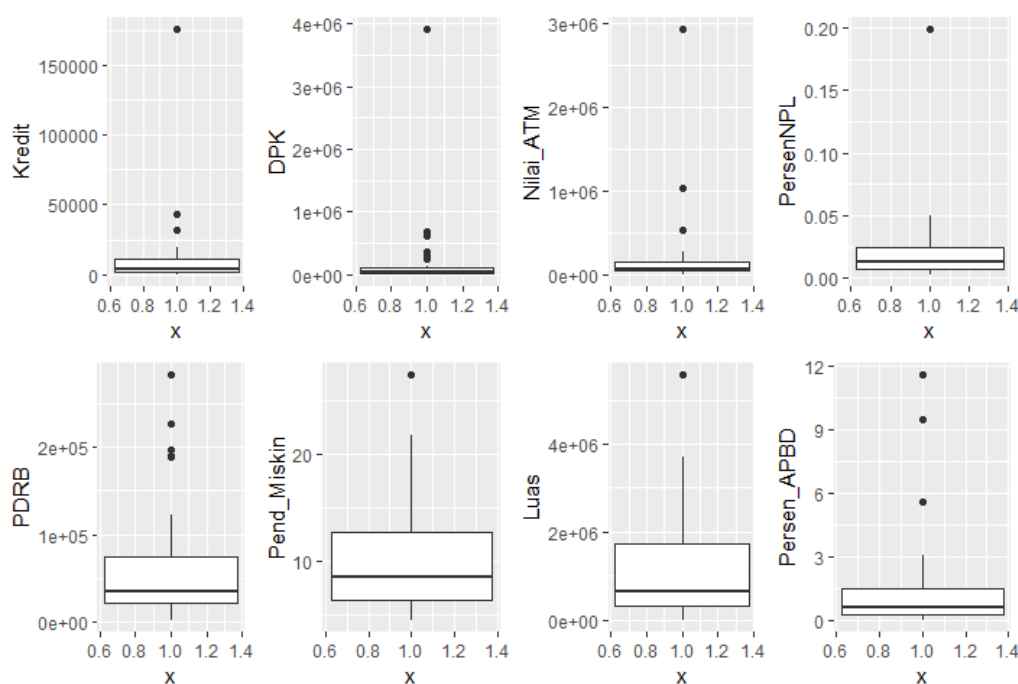 Kredit
150000
100000
50000
0
0.6 0.8 1.0 1.2 1.4
x
DPK
4e+06
3e+06
2e+06
1e+06
0e+00
0.6 0.8 1.0 1.2 1.4
x
Nilai_ATM
3e+06
2e+06
1e+06
0e+00
0.6 0.8 1.0 1.2 1.4
x
PersenNPL
0.20
0.15
0.10
0.05
0.00
0.6 0.8 1.0 1.2 1.4
x
PDRB
2e+05
1e+05
0e+00
0.6 0.8 1.0 1.2 1.4
x
Pend_Miskin
20
10
0.6 0.8 1.0 1.2 1.4
x
Luas
4e+06
2e+06
0e+00
0.6 0.8 1.0 1.2 1.4
x
Persen_APBD
12
9
6
3
0
0.6 0.8 1.0 1.2 1.4
x